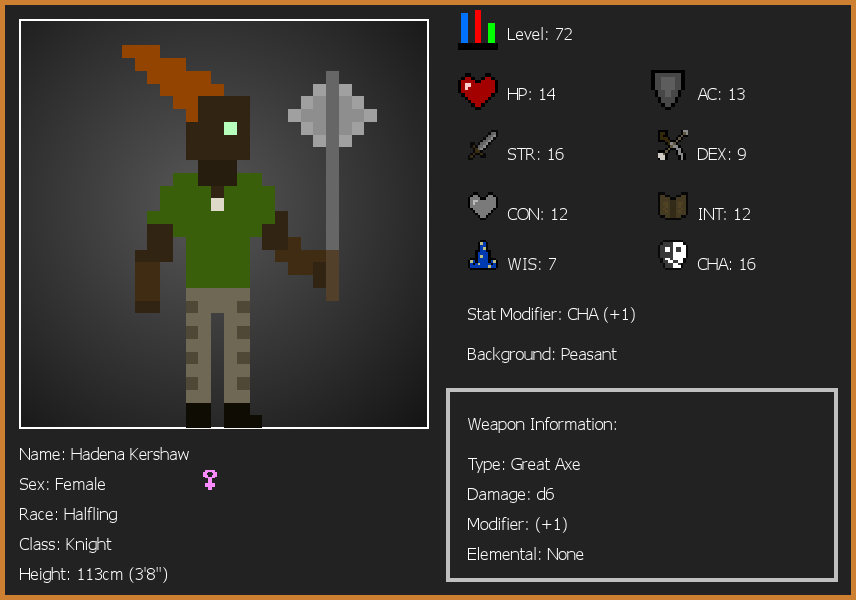 Level: 72
HP: 14
AC: 13
STR: 16
DEX: 9
CON: 12
INT: 12
WIS: 7
CHA: 16
Stat Modifier: CHA (+1)
Background: Peasant
Weapon Information:
Type: Great Axe
Damage: d6
Modifier: (+1)
Elemental: None
Name: Hadena Kershaw
Sex: Female
Race: Halfling
Class: Knight
Height: 113cm (3'8")